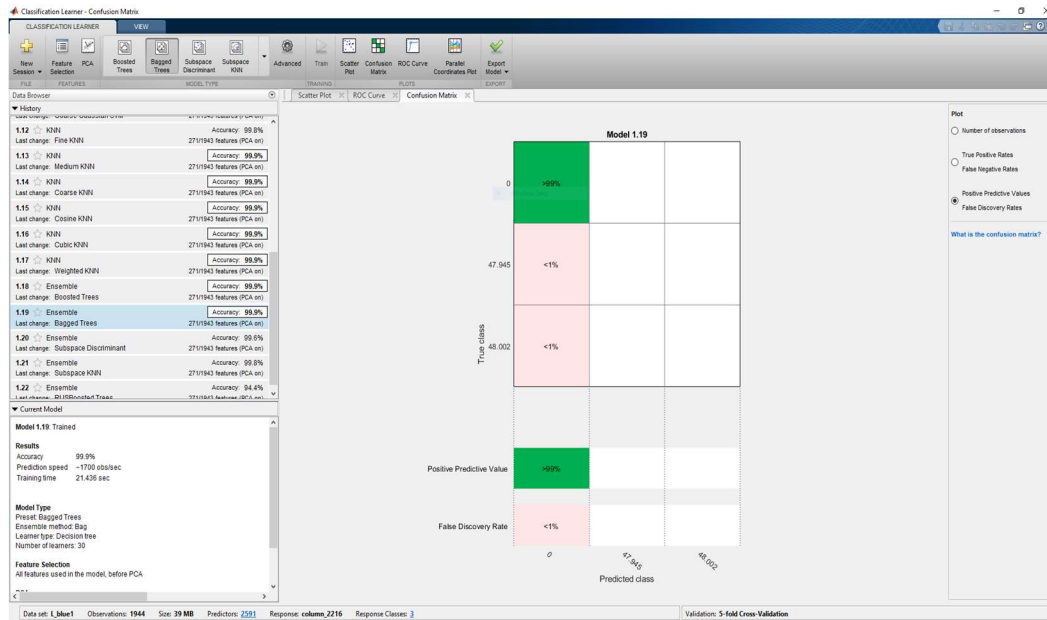 Classification Learner - Confusion Matrix
CLASSIFICATION LEARNER VIEW
New Session
Feature Selection
PCA
Boosted Trees
Bagged Trees
Subspace Discriminant
Subspace KNN
Advanced
Train
Scatter Plot
Confusion Matrix
ROC Curve
Parallel Coordinates Plot
Export Model
FILE FEATURES MODEL TYPE TRAINING PLOTS EXPORT
Data Browser
Scatter Plot ROC Curve Confusion Matrix
History
1.12 KNN Accuracy: 99.8%
Last change: Fine KNN 271/1943 features (PCA on)
1.13 KNN Accuracy: 99.9%
Last change: Medium KNN 271/1943 features (PCA on)
1.14 KNN Accuracy: 99.9%
Last change: Coarse KNN 271/1943 features (PCA on)
1.15 KNN Accuracy: 99.9%
Last change: Cosine KNN 271/1943 features (PCA on)
1.16 KNN Accuracy: 99.9%
Last change: Cubic KNN 271/1943 features (PCA on)
1.17 KNN Accuracy: 99.9%
Last change: Weighted KNN 271/1943 features (PCA on)
1.18 Ensemble Accuracy: 99.9%
Last change: Boosted Trees 271/1943 features (PCA on)
1.19 Ensemble Accuracy: 99.9%
Last change: Bagged Trees 271/1943 features (PCA on)
1.20 Ensemble Accuracy: 99.6%
Last change: Subspace Discriminant 271/1943 features (PCA on)
1.21 Ensemble Accuracy: 99.8%
Last change: Subspace KNN 271/1943 features (PCA on)
1.22 Ensemble Accuracy: 94.4%
Last change: RUSBoosted Trees 271/1943 features (PCA on)
Current Model
Model 1.19: Trained
Results
Accuracy 99.9%
Prediction speed ~1700 obs/sec
Training time 21.436 sec
Model Type
Preset: Bagged Trees
Ensemble method: Bag
Learner type: Decision tree
Number of learners: 30
Feature Selection
All features used in the model, before PCA
Model 1.19
0 >99%
47.945 <1%
48.002 <1%
True class
Positive Predictive Value >99%
False Discovery Rate <1%
0 47.945 48.002
Predicted class
Plot
Number of observations
True Positive Rates
False Negative Rates
Positive Predictive Values
False Discovery Rates
What is the confusion matrix?
Data set: l_blue1 Observations: 1944 Size: 39 MB Predictors: 2591 Response: column_2216 Response Classes: 3 Validation: 5-fold Cross-Validation